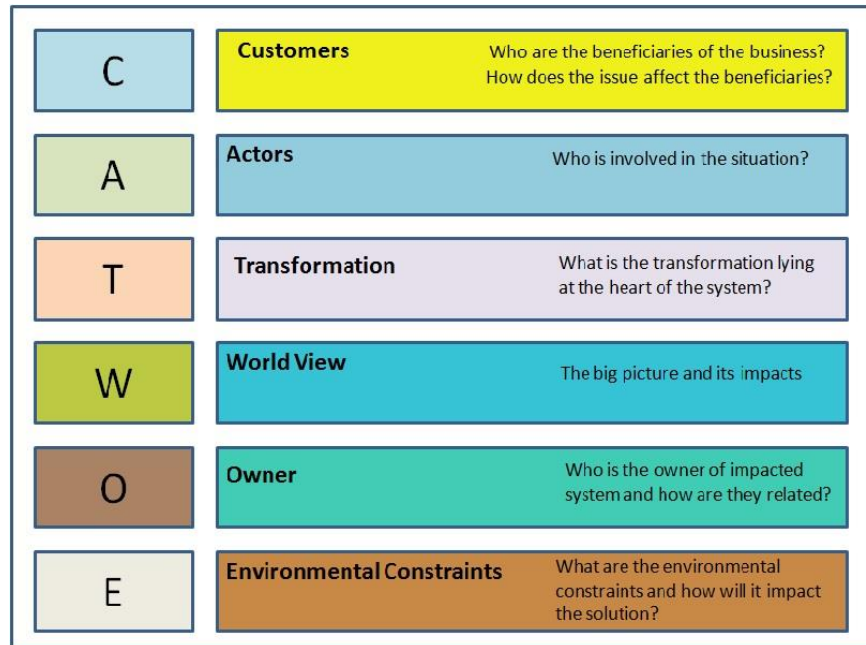 C
Customers
Who are the beneficiaries of the business?
How does the issue affect the beneficiaries?
A
Actors
Who is involved in the situation?
T
Transformation
What is the transformation lying
at the heart of the system?
W
World View
The big picture and its impacts
O
Owner
Who is the owner of impacted
system and how are they related?
E
Environmental Constraints
What are the environmental
constraints and how will it impact
the solution?